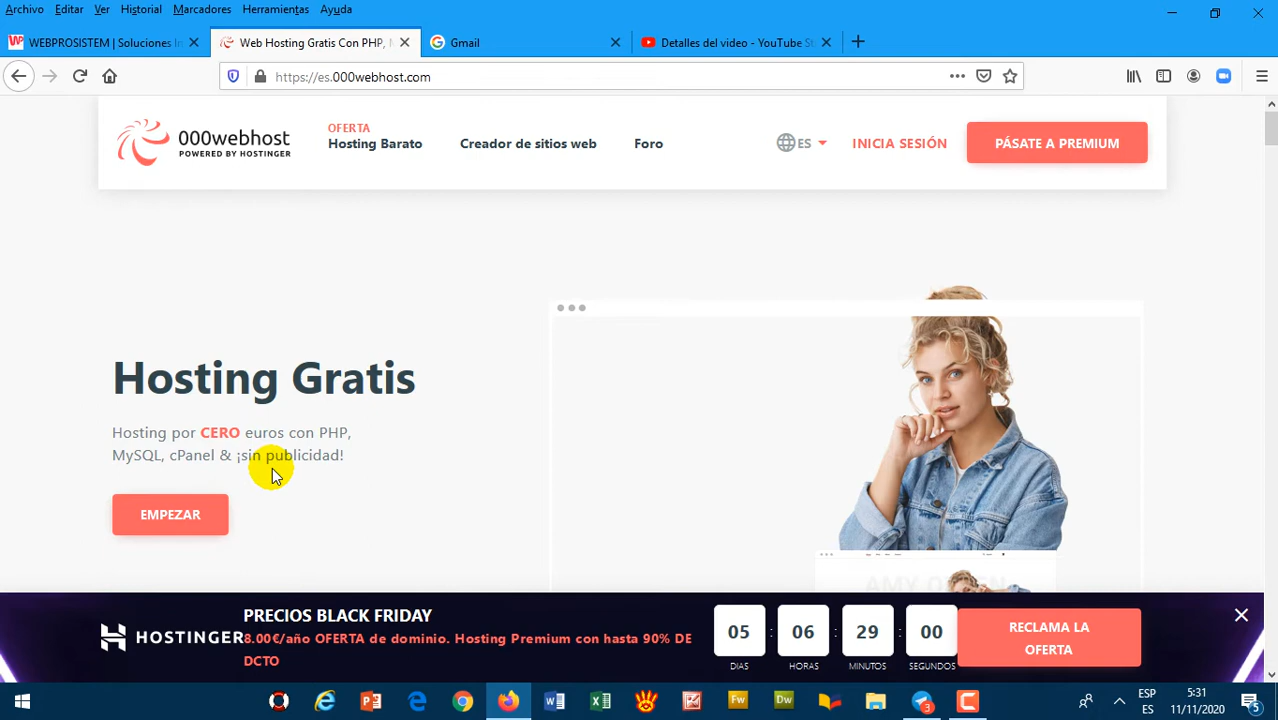 Archivo Editar Ver Historial Marcadores Herramientas Ayuda
WEBPROSISTEM | Soluciones In
Web Hosting Gratis Con PHP, M
Gmail
Detalles del video - YouTube St
https://es.000webhost.com
000webhost
POWERED BY HOSTINGER
OFERTA
Hosting Barato
Creador de sitios web
Foro
ES
INICIA SESIÓN
PÁSATE A PREMIUM
Hosting Gratis
Hosting por CERO euros con PHP,
MySQL, cPanel & ¡sin publicidad!
EMPEZAR
HOSTINGER
PRECIOS BLACK FRIDAY
8.00€/año OFERTA de dominio. Hosting Premium con hasta 90% DE
DCTO
05 : 06 : 29 : 00
DIAS HORAS MINUTOS SEGUNDOS
RECLAMA LA
OFERTA
ESP
ES
5:31
11/11/2020
3
5